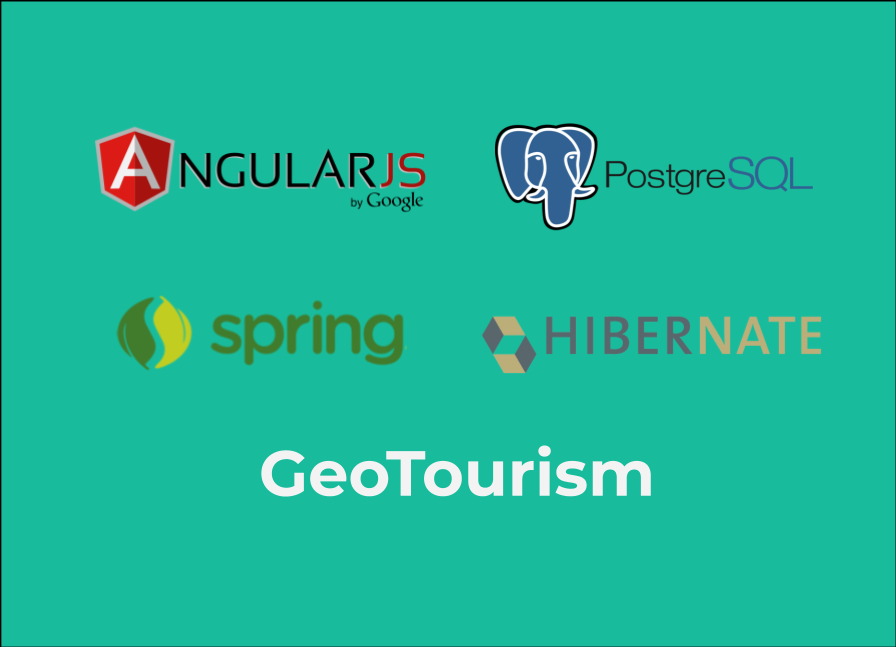 ANGULARJS
by Google
PostgreSQL
spring
HIBERNATE
GeoTourism